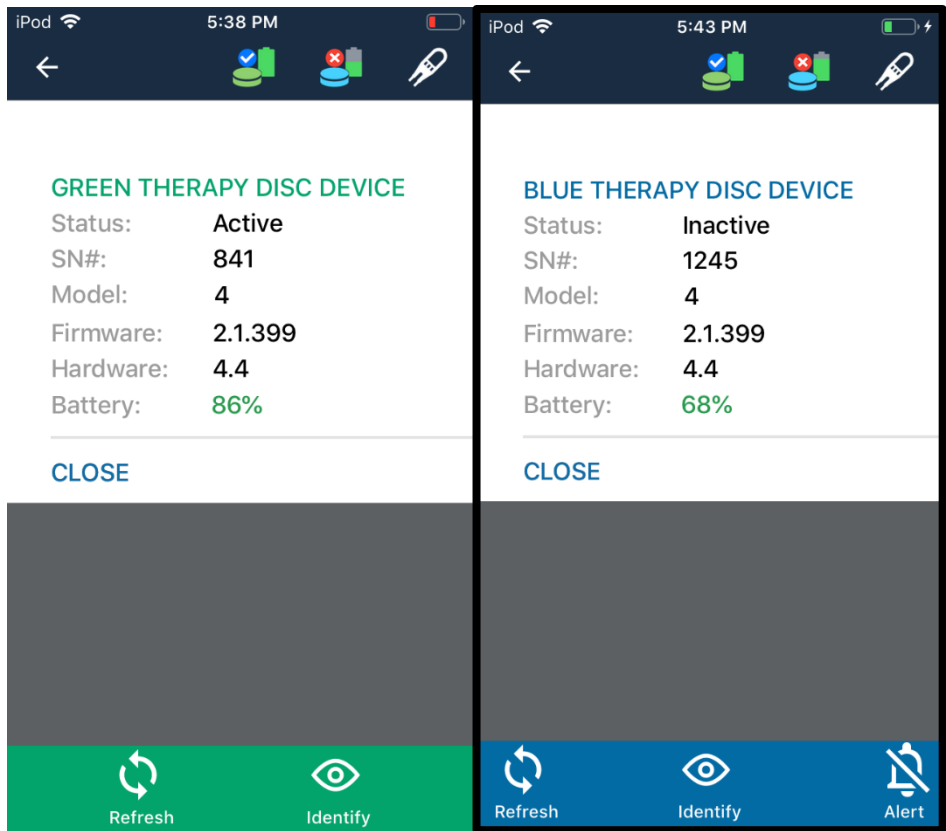 iPod 5:38 PM
GREEN THERAPY DISC DEVICE
Status: Active
SN#: 841
Model: 4
Firmware: 2.1.399
Hardware: 4.4
Battery: 86%
CLOSE
Refresh Identify
iPod 5:43 PM
BLUE THERAPY DISC DEVICE
Status: Inactive
SN#: 1245
Model: 4
Firmware: 2.1.399
Hardware: 4.4
Battery: 68%
CLOSE
Refresh Identify Alert